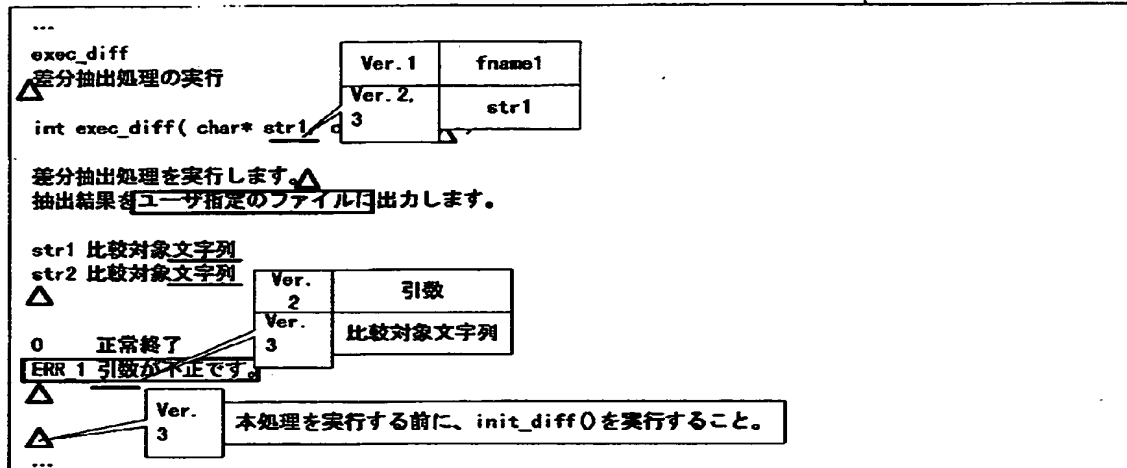 ...
exec_diff
差分抽出処理の実行
Ver.1 fname1
Ver.2, 3 str1
int exec_diff( char* str1, c
差分抽出処理を実行します。
抽出結果をユーザ指定のファイルに出力します。
str1 比較対象文字列
str2 比較対象文字列
Ver. 2 引数
Ver. 3 比較対象文字列
0 正常終了
ERR_1 引数が不正です。
Ver. 3 本処理を実行する前に、init_diff()を実行すること。
...